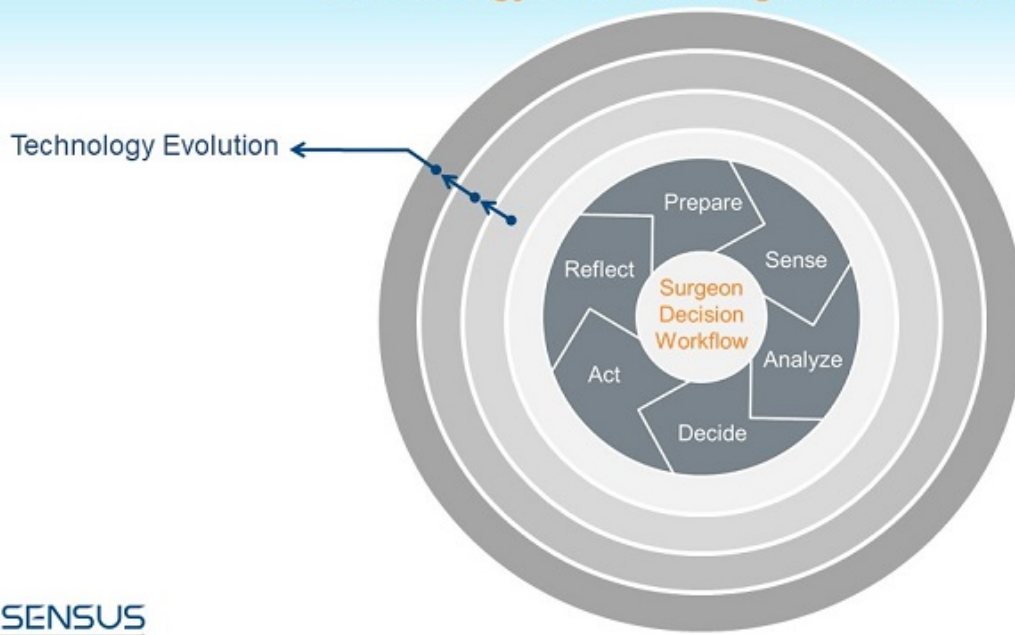 Technology Evolution
Prepare
Sense
Analyze
Decide
Act
Reflect
Surgeon
Decision
Workflow
SENSUS